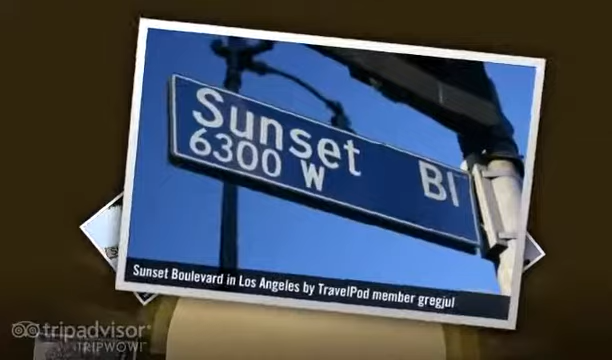 Sunset Bl
6300 W
Sunset Boulevard in Los Angeles by TravelPod member gregjul
tripadvisor®
TRIPWOW!